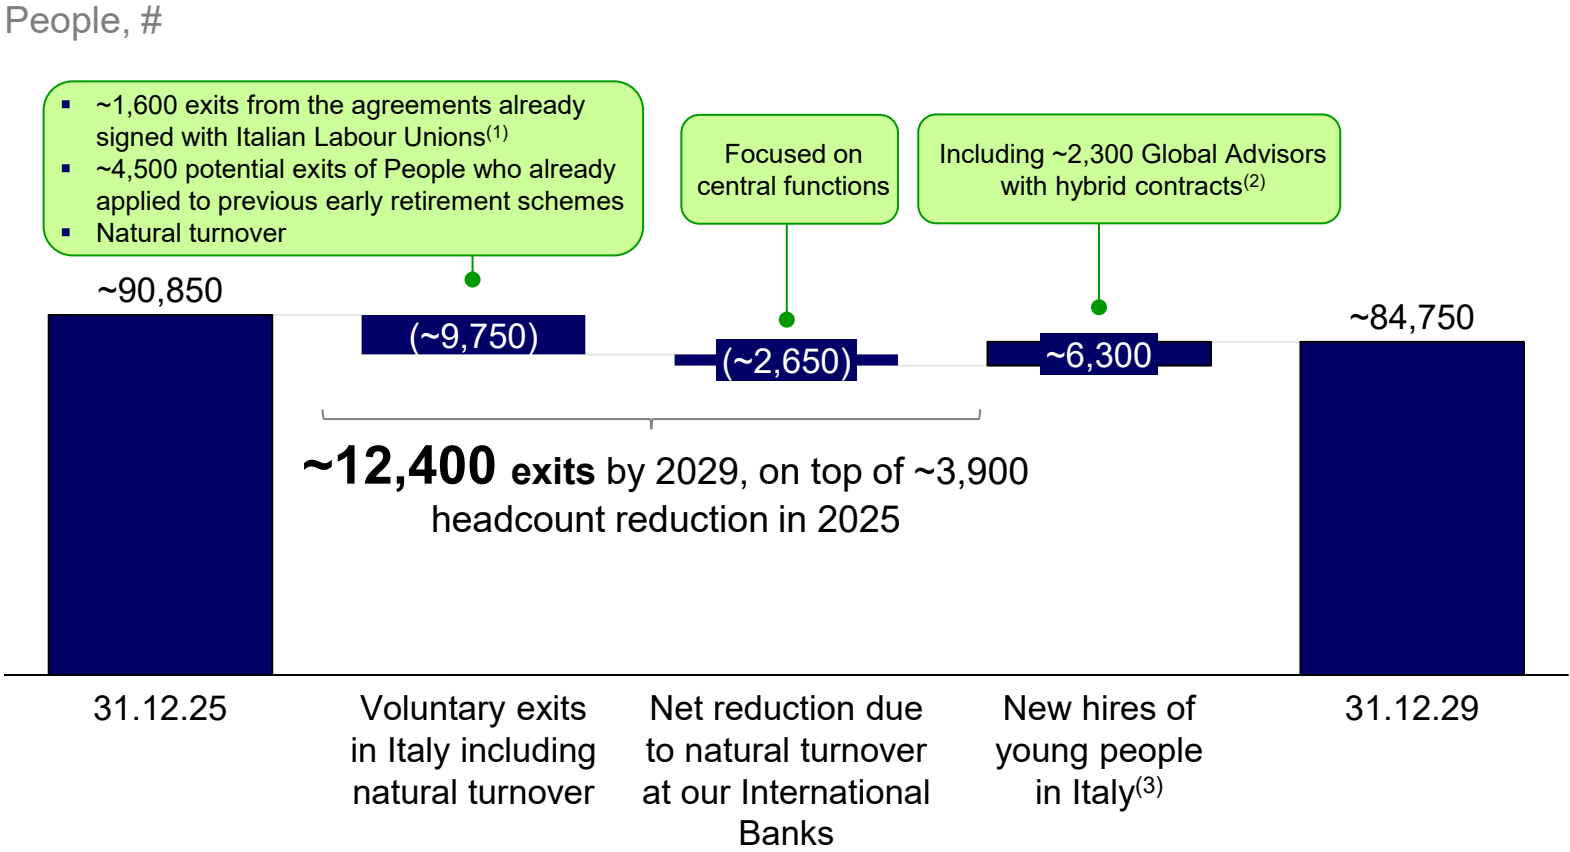 People, #
▪ ~1,600 exits from the agreements already
signed with Italian Labour Unions(1)
▪ ~4,500 potential exits of People who already
applied to previous early retirement schemes
▪ Natural turnover
Focused on
central functions
Including ~2,300 Global Advisors
with hybrid contracts(2)
~90,850
(~9,750)
(~2,650)
~6,300
~84,750
~12,400 exits by 2029, on top of ~3,900
headcount reduction in 2025
31.12.25
Voluntary exits
in Italy including
natural turnover
Net reduction due
to natural turnover
at our International
Banks
New hires of
young people
in Italy(3)
31.12.29